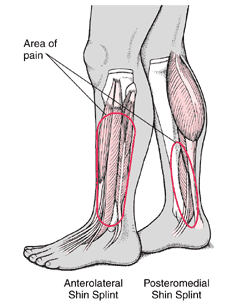 Area of
pain
Anterolateral
Shin Splint
Posteromedial
Shin Splint